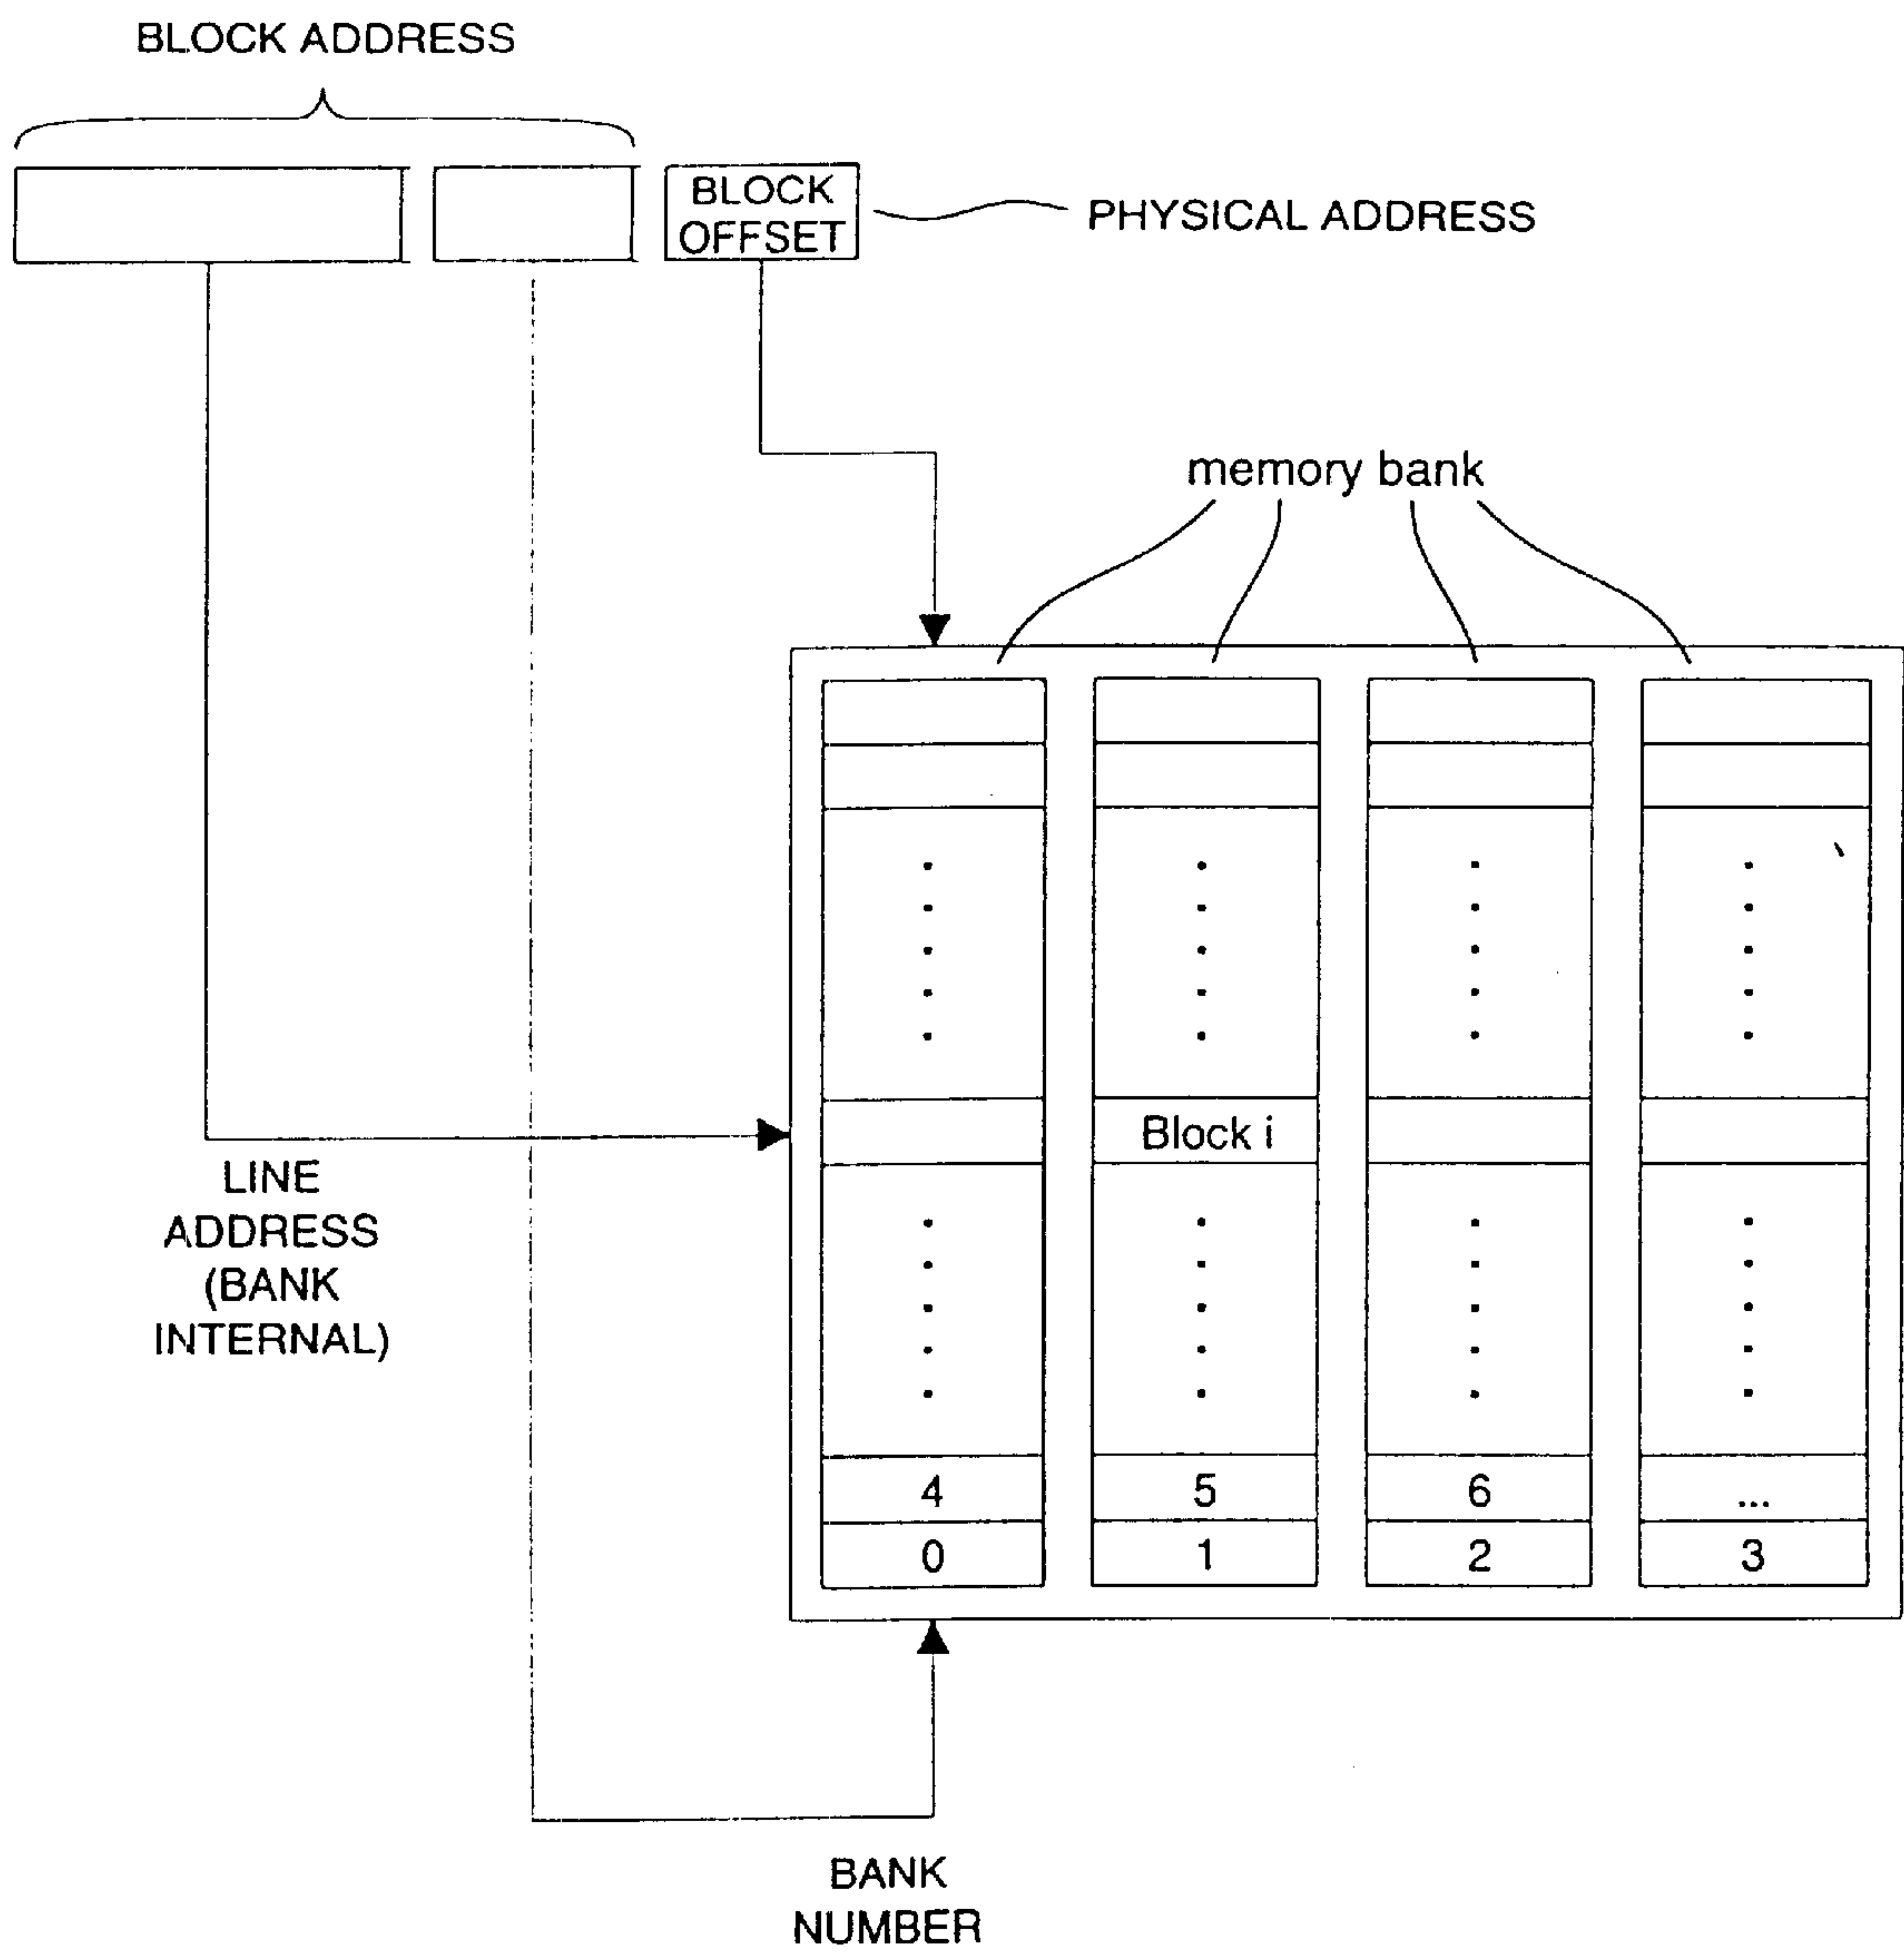 BLOCK ADDRESS
BLOCK
OFFSET
PHYSICAL ADDRESS
memory bank
Block i
LINE
ADDRESS
(BANK
INTERNAL)
4 5 6 ...
0 1 2 3
BANK
NUMBER